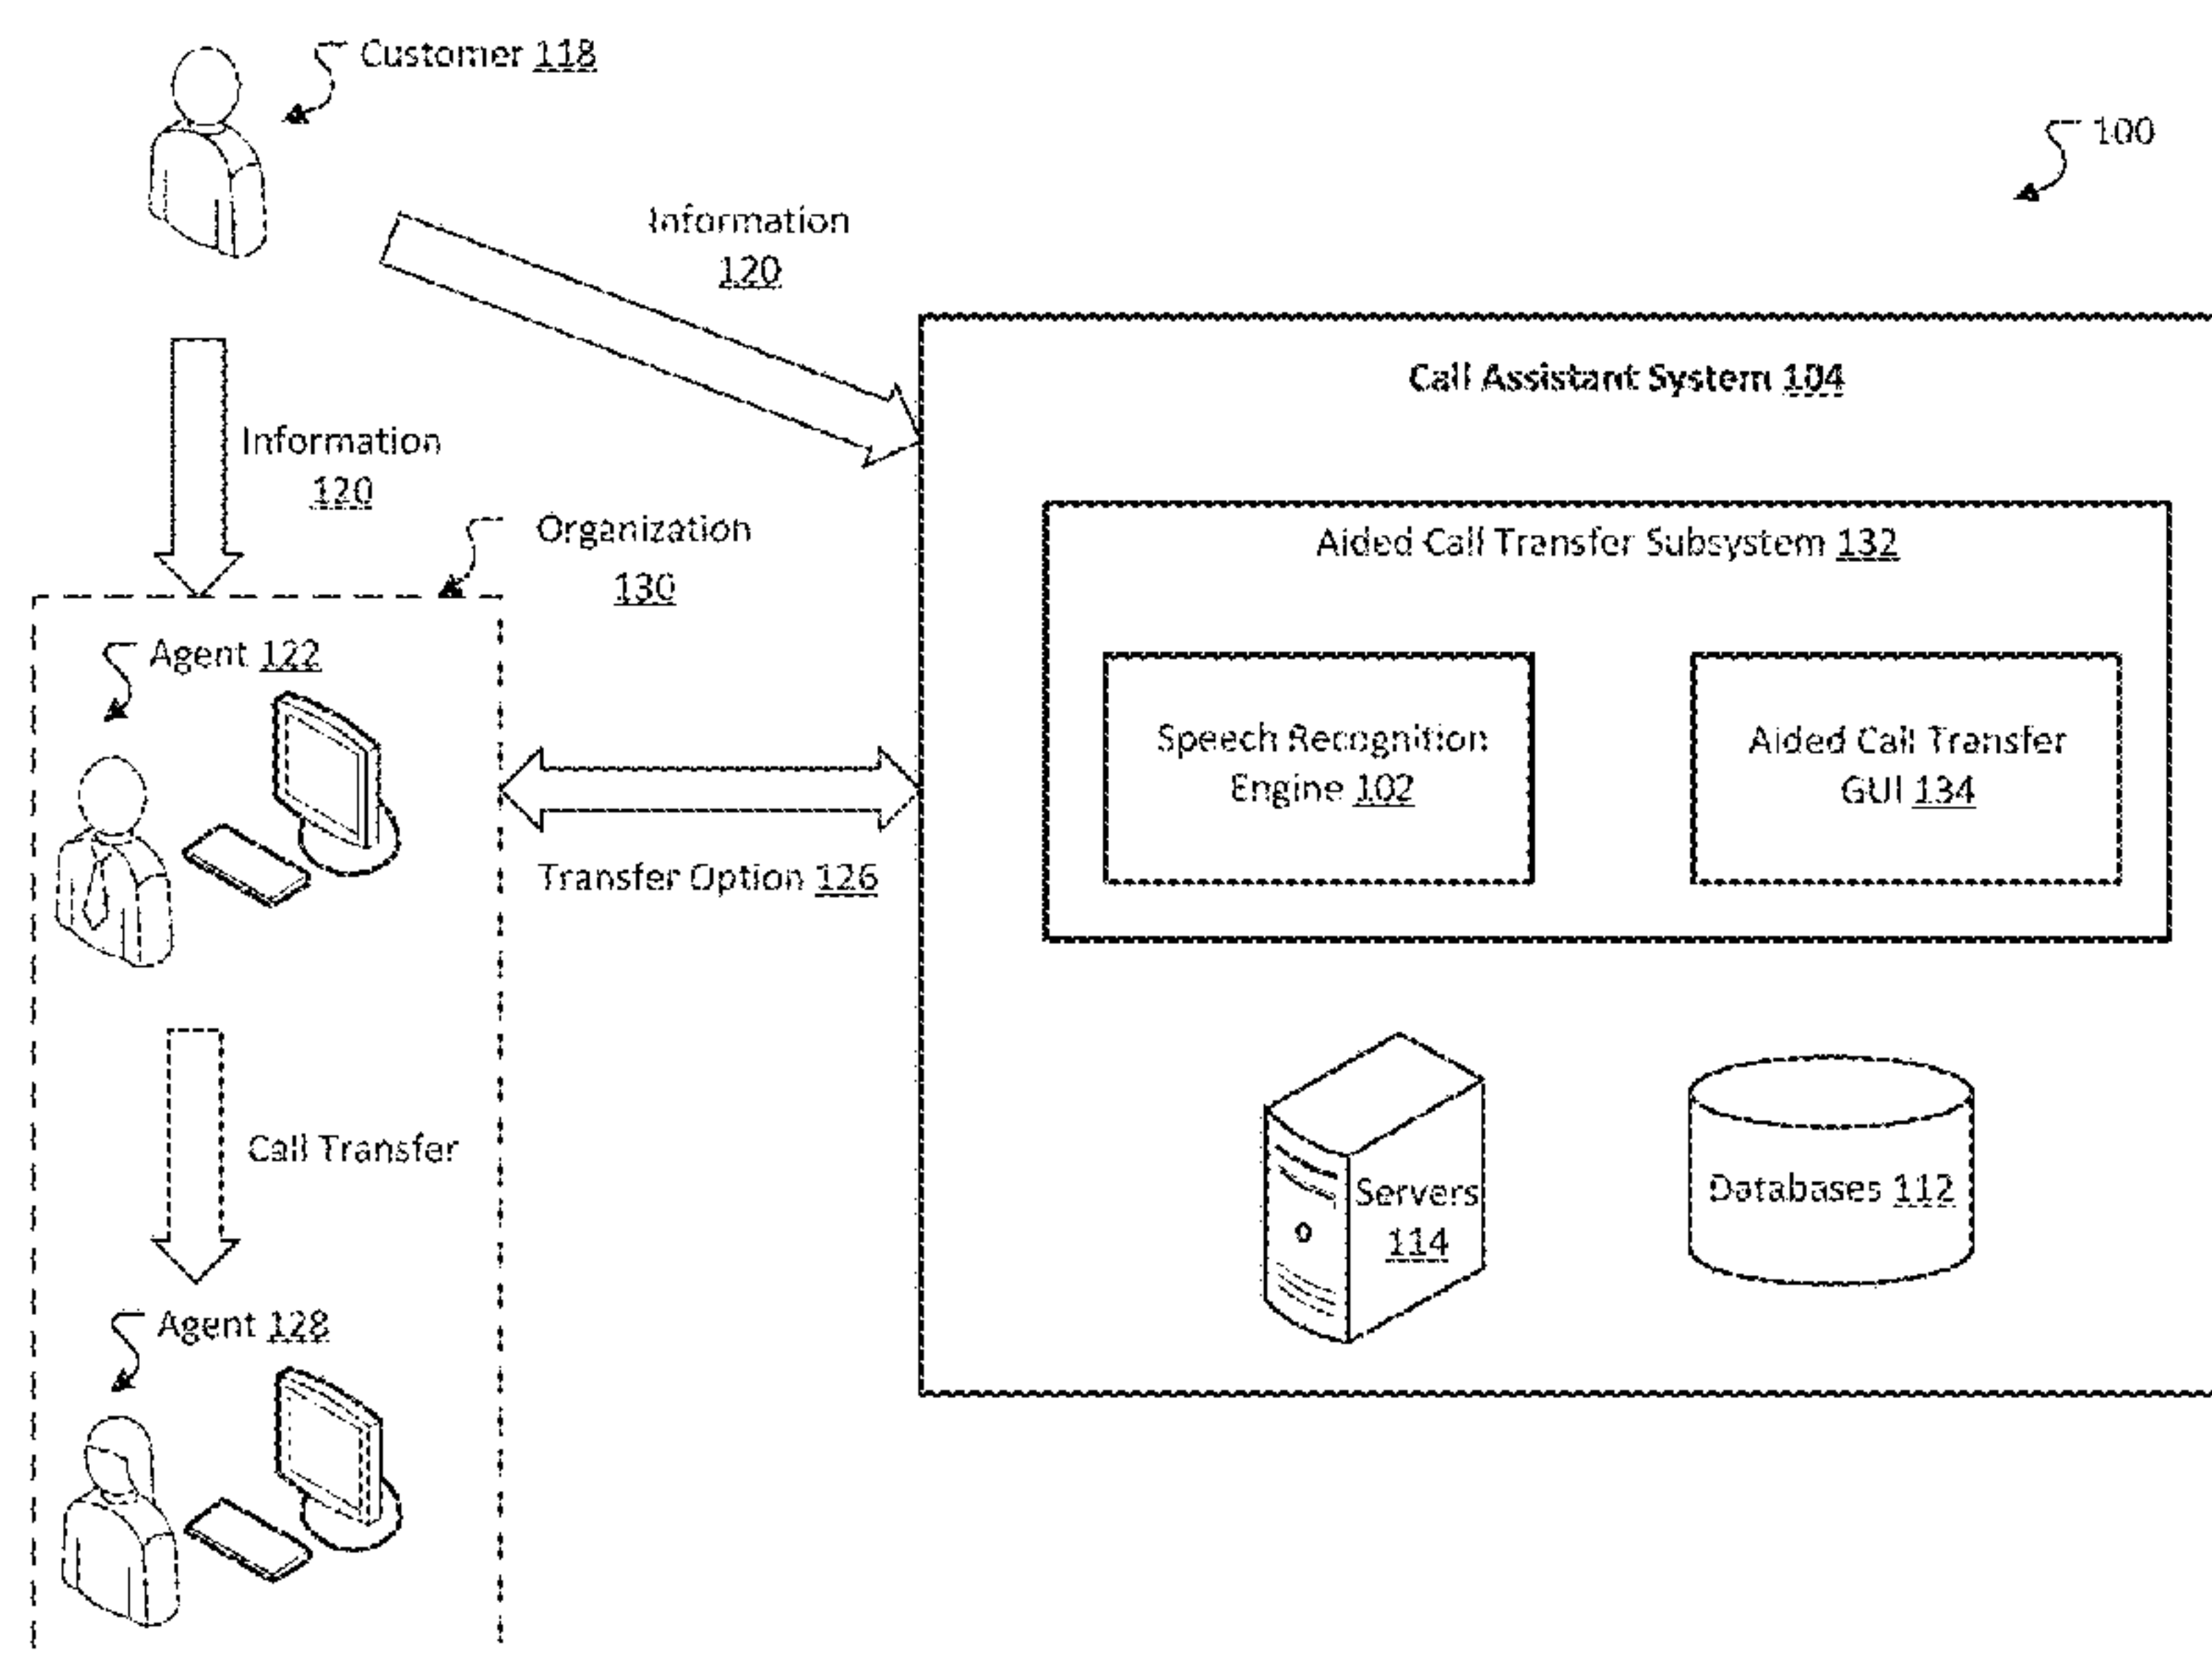 Customer 118
100
Information
120
Call Assistant System 104
Information
120
Organization
130
Aided Call Transfer Subsystem 132
Agent 122
Speech Recognition
Engine 102
Aided Call Transfer
GUI 134
Transfer Option 126
Call Transfer
Servers
114
Databases 112
Agent 128